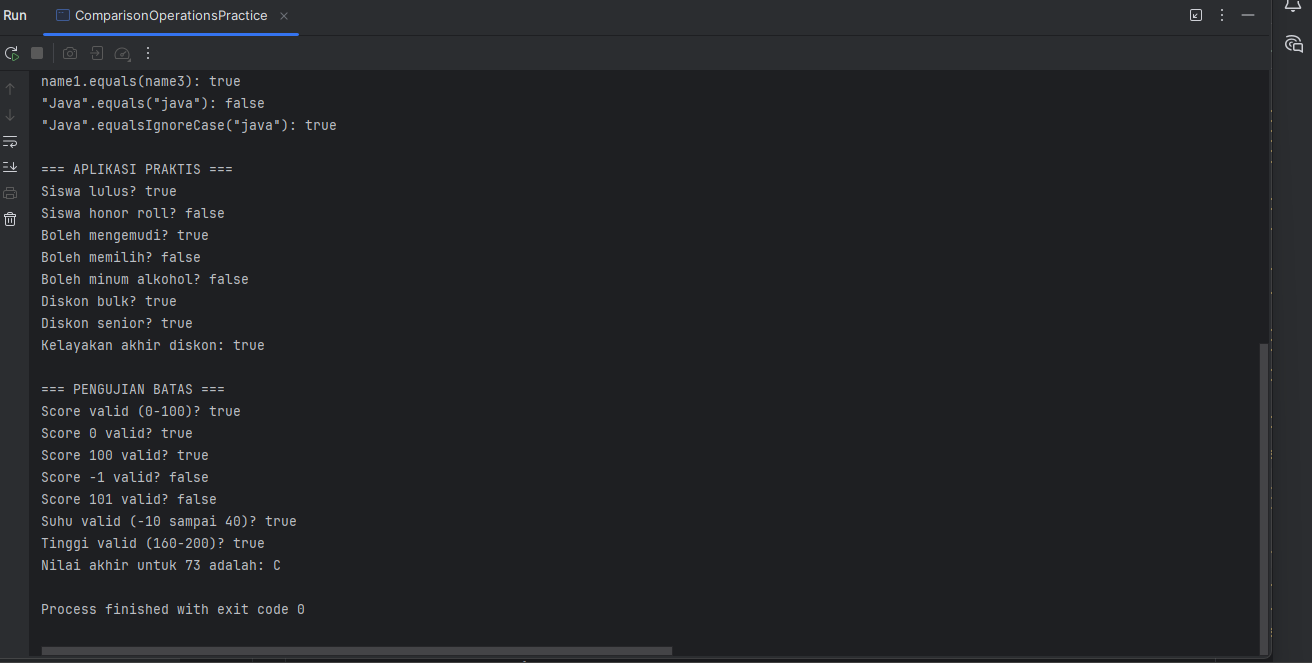 Run ComparisonOperationsPractice
name1.equals(name3): true
"Java".equals("java"): false
"Java".equalsIgnoreCase("java"): true
=== APLIKASI PRAKTIS ===
Siswa lulus? true
Siswa honor roll? false
Boleh mengemudi? true
Boleh memilih? false
Boleh minum alkohol? false
Diskon bulk? true
Diskon senior? true
Kelayakan akhir diskon: true
=== PENGUJIAN BATAS ===
Score valid (0-100)? true
Score 0 valid? true
Score 100 valid? true
Score -1 valid? false
Score 101 valid? false
Suhu valid (-10 sampai 40)? true
Tinggi valid (160-200)? true
Nilai akhir untuk 73 adalah: C
Process finished with exit code 0